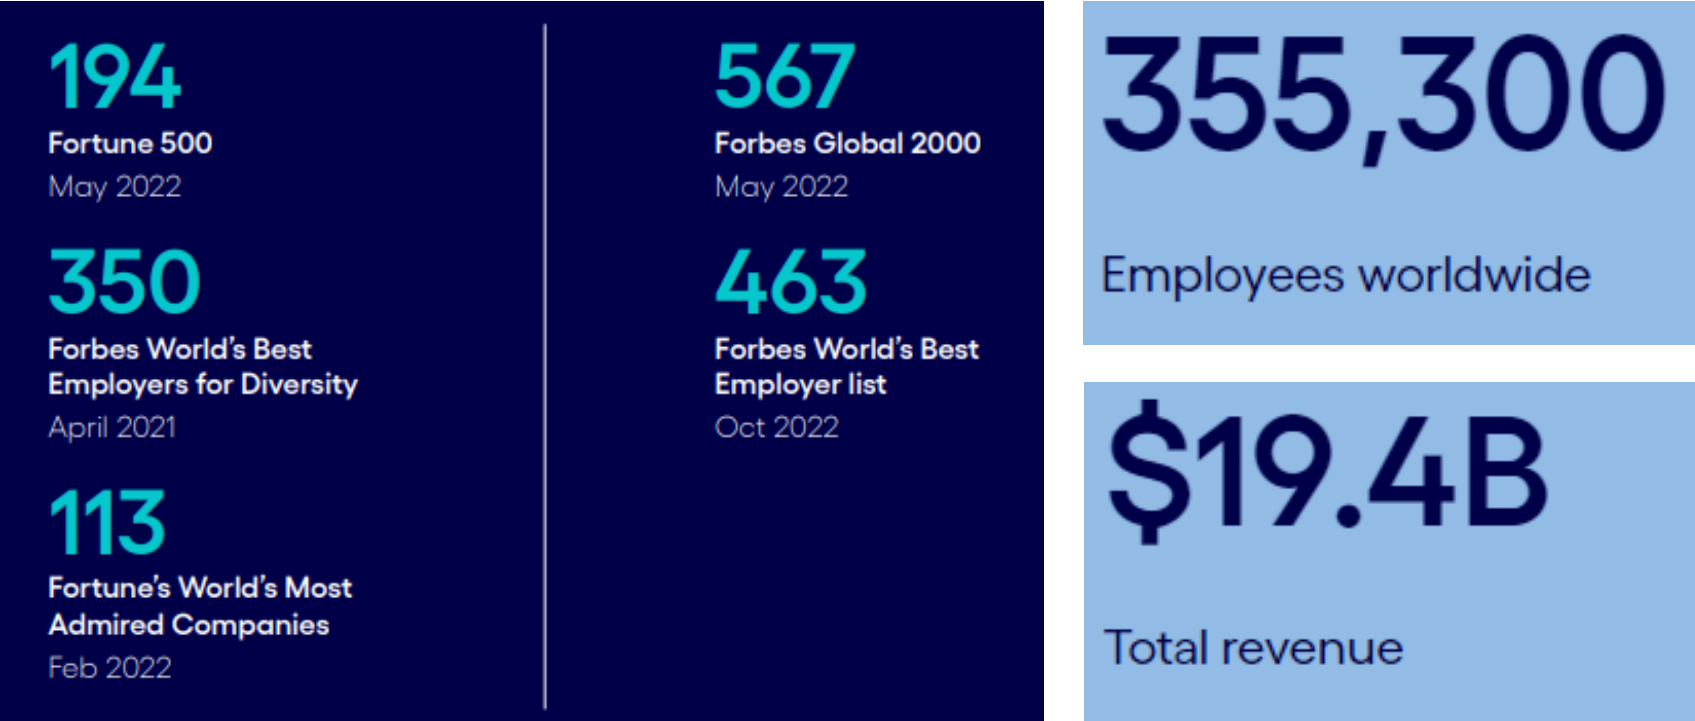 194
Fortune 500
May 2022
350
Forbes World's Best
Employers for Diversity
April 2021
113
Fortune's World's Most
Admired Companies
Feb 2022
567
Forbes Global 2000
May 2022
463
Forbes World's Best
Employer list
Oct 2022
355,300
Employees worldwide
$19.4B
Total revenue